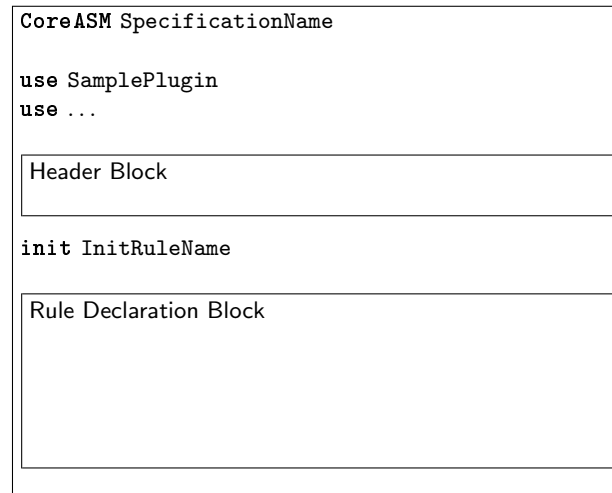 CoreASM SpecificationName
use SamplePlugin
use ...
Header Block
init InitRuleName
Rule Declaration Block